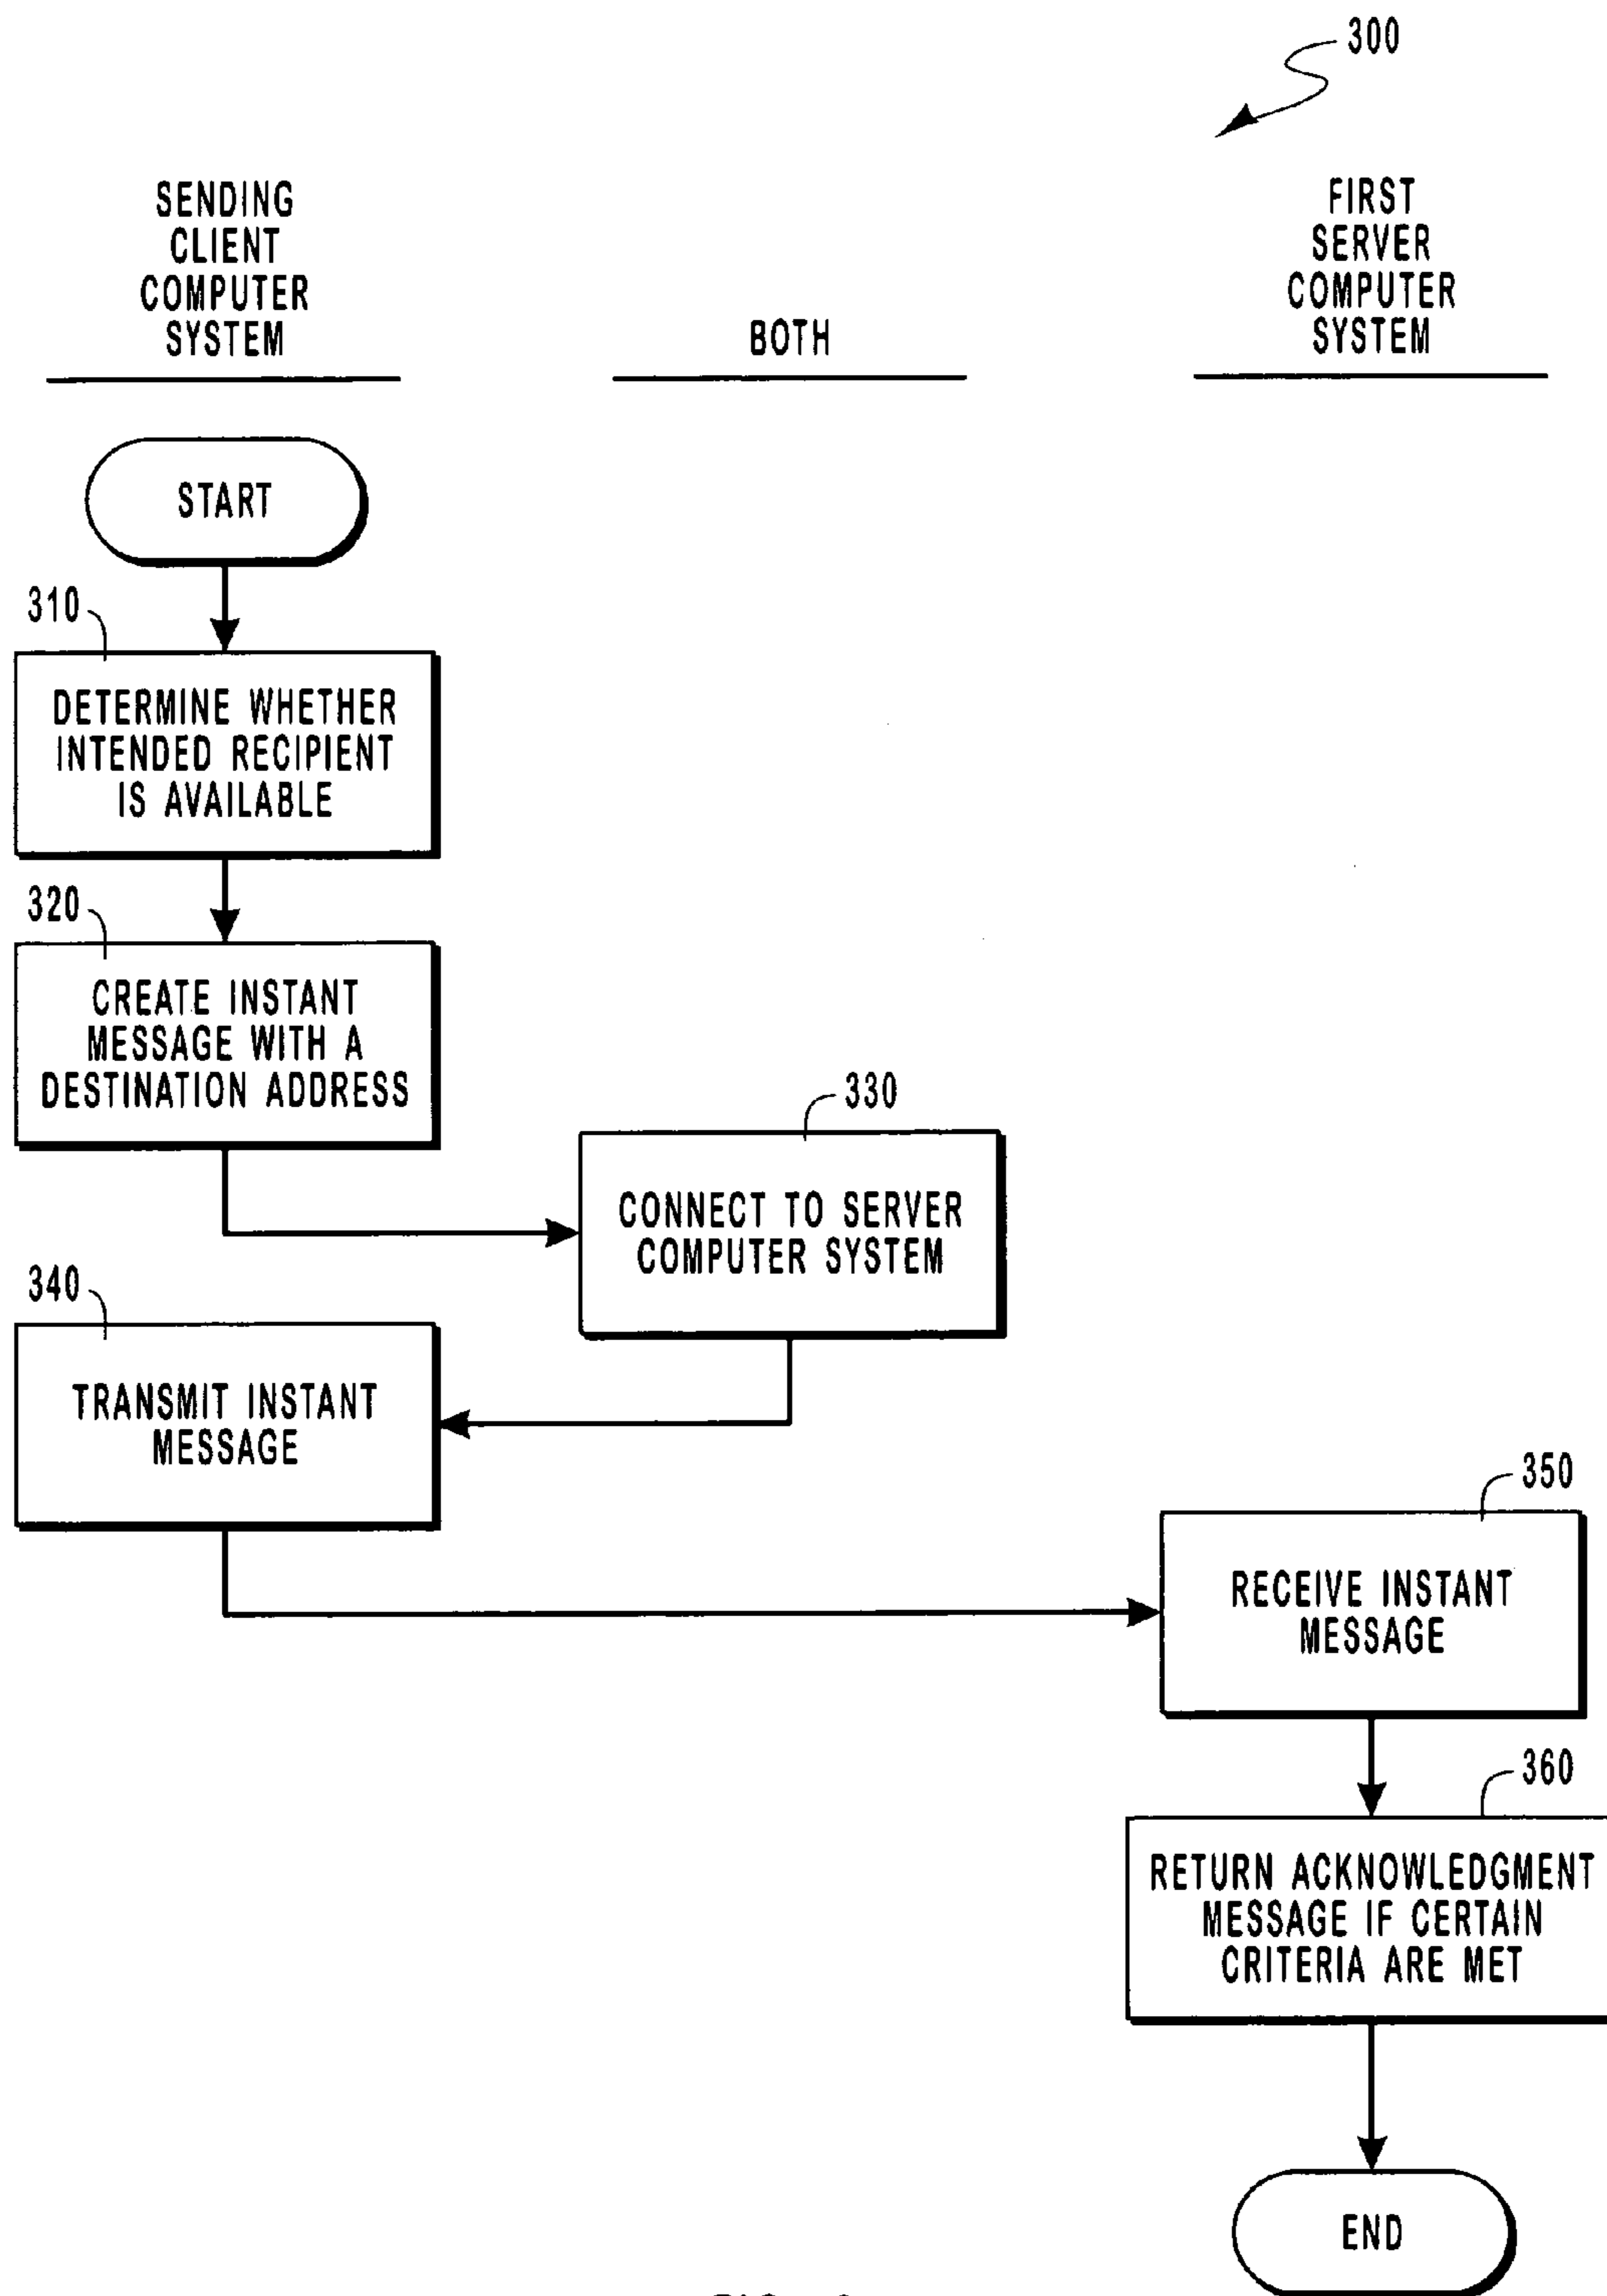 300
SENDING
CLIENT
COMPUTER
SYSTEM
BOTH
FIRST
SERVER
COMPUTER
SYSTEM
START
310
DETERMINE WHETHER
INTENDED RECIPIENT
IS AVAILABLE
320
CREATE INSTANT
MESSAGE WITH A
DESTINATION ADDRESS
330
CONNECT TO SERVER
COMPUTER SYSTEM
340
TRANSMIT INSTANT
MESSAGE
350
RECEIVE INSTANT
MESSAGE
360
RETURN ACKNOWLEDGMENT
MESSAGE IF CERTAIN
CRITERIA ARE MET
END